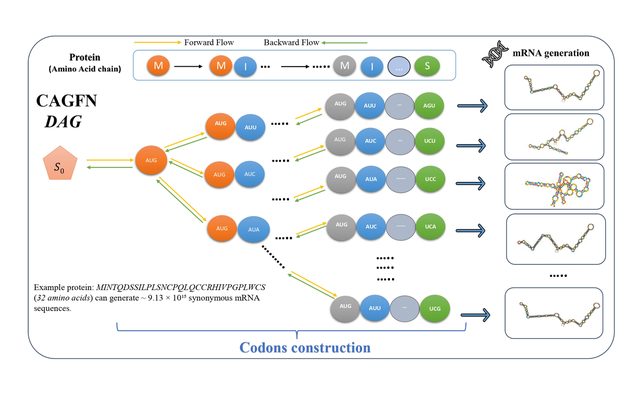 Forward Flow
Backward Flow
Protein
(Amino Acid chain)
M
M I ...
..... M I ... S
mRNA generation
CAGFN
DAG
S0
AUG
AUG AUU
.....
AUG AUU ... AGU
AUG AUC
.....
AUG AUC ... UCU
.....
AUG AUA ..... UCC
AUG AUA
.....
AUG AUC ..... UCA
.....
.....
.....
.....
AUG AUU ... UCG
Example protein: MINTQDSSILPLSNCPQLQCCRHIVPGPLWCS
(32 amino acids) can generate ~ 9.13 × 10¹⁵ synonymous mRNA
sequences.
Codons construction